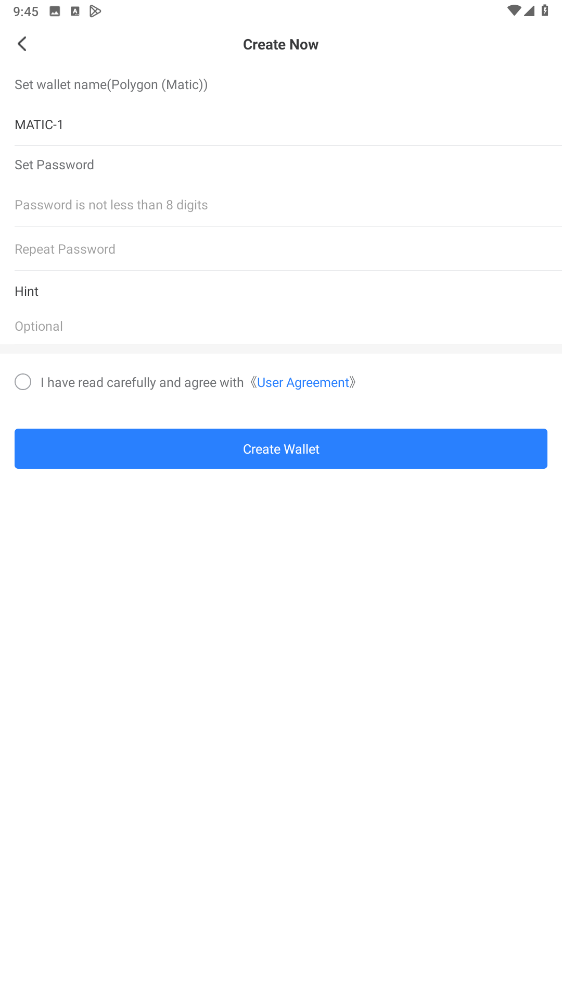 9:45
Create Now
Set wallet name(Polygon (Matic))
MATIC-1
Set Password
Password is not less than 8 digits
Repeat Password
Hint
Optional
I have read carefully and agree with《User Agreement》
Create Wallet